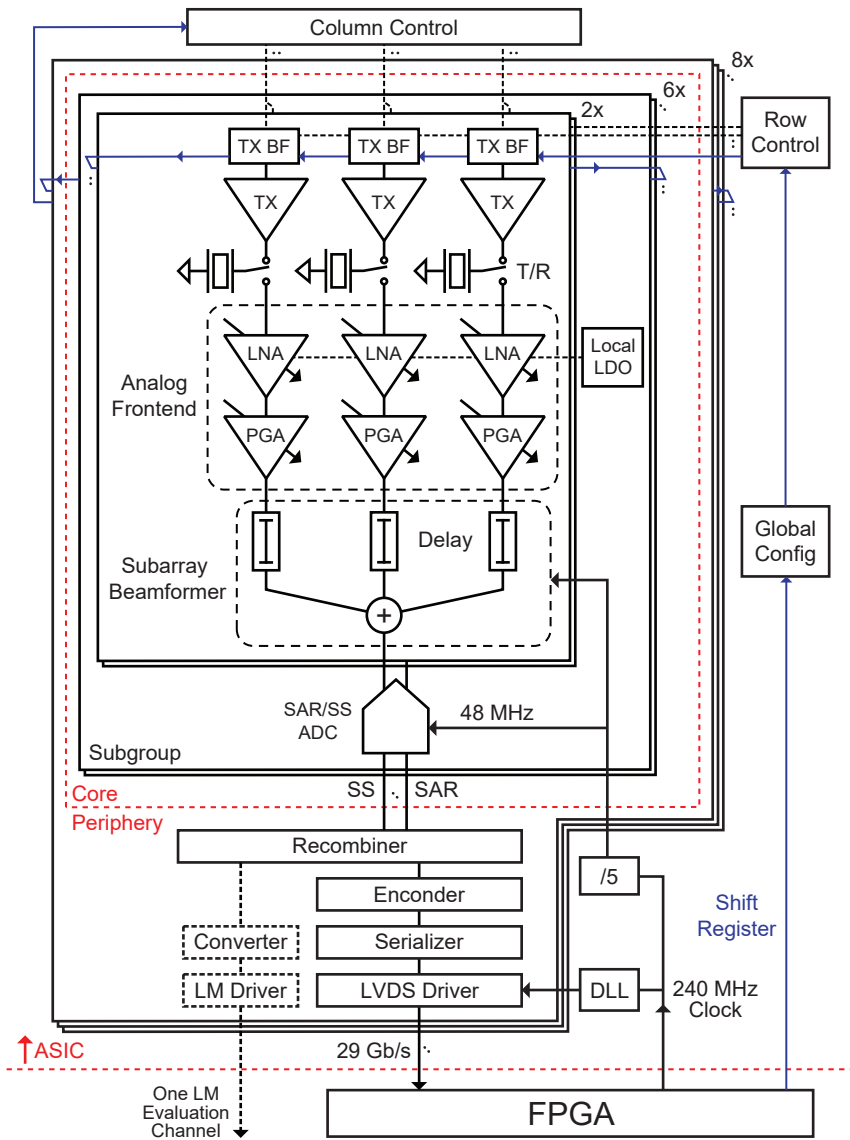 Column Control
8x
6x
2x
Row
Control
TX BF
TX BF
TX BF
TX
TX
TX
T/R
LNA
LNA
LNA
Local
LDO
Analog
Frontend
PGA
PGA
PGA
Delay
Global
Config
Subarray
Beamformer
+
SAR/SS
ADC
48 MHz
Subgroup
SS
SAR
Core
Periphery
Recombiner
/5
Enconder
Shift
Register
Converter
Serializer
LM Driver
LVDS Driver
DLL
240 MHz
Clock
ASIC
29 Gb/s
One LM
Evaluation
Channel
FPGA